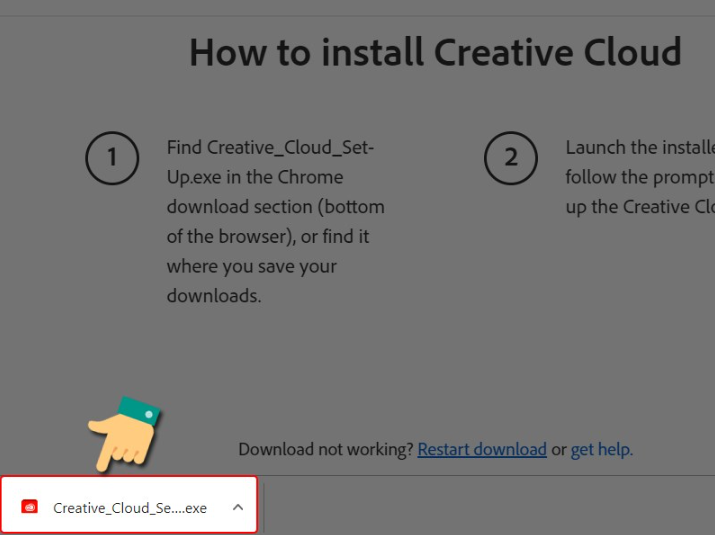 How to install Creative Cloud
1
Find Creative_Cloud_Set-
Up.exe in the Chrome
download section (bottom
of the browser), or find it
where you save your
downloads.
2
Launch the installe
follow the prompt
up the Creative Clo
Download not working? Restart download or get help.
Creative_Cloud_Se....exe